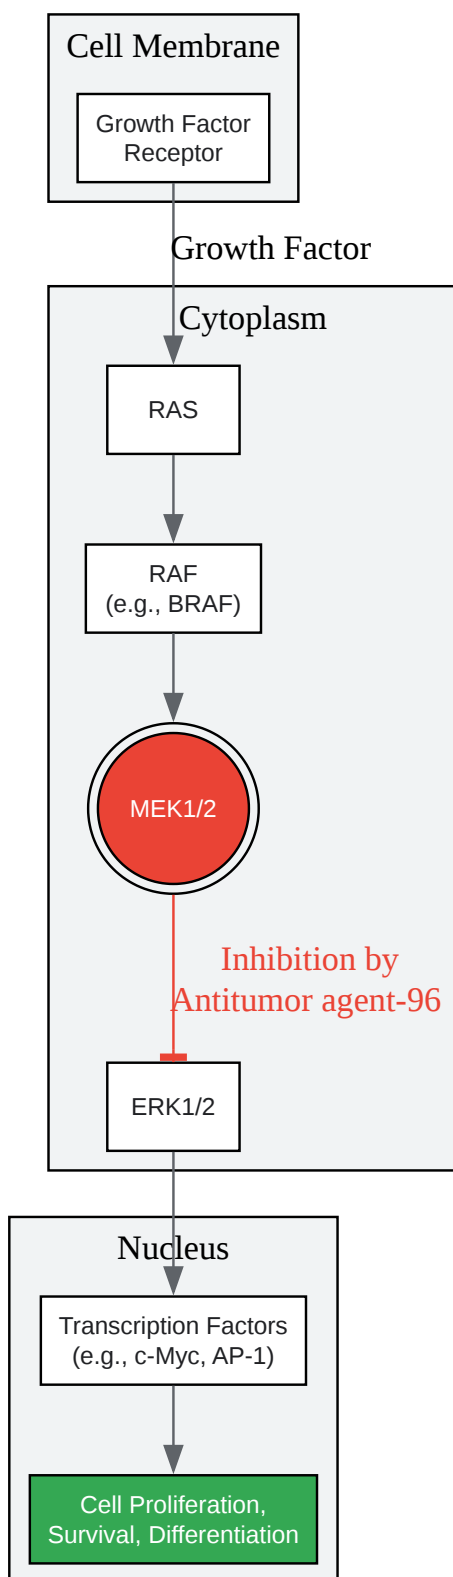 Cell Membrane
Growth Factor
Receptor
Growth Factor
Cytoplasm
RAS
RAF
(e.g., BRAF)
MEK1/2
Inhibition by
Antitumor agent-96
ERK1/2
Nucleus
Transcription Factors
(e.g., c-Myc, AP-1)
Cell Proliferation,
Survival, Differentiation